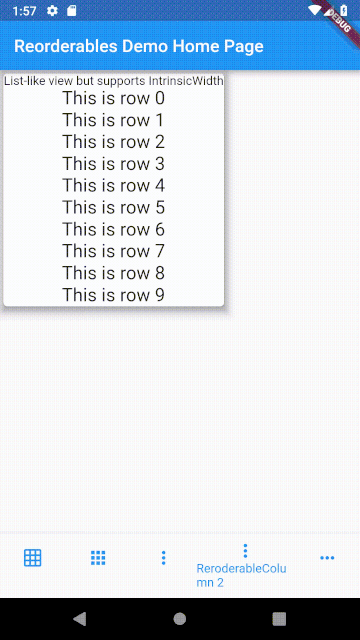 1:57
DEBUG
Reorderables Demo Home Page
List-like view but supports IntrinsicWidth
This is row 0
This is row 1
This is row 2
This is row 3
This is row 4
This is row 5
This is row 6
This is row 7
This is row 8
This is row 9
ReroderableColu
mn 2